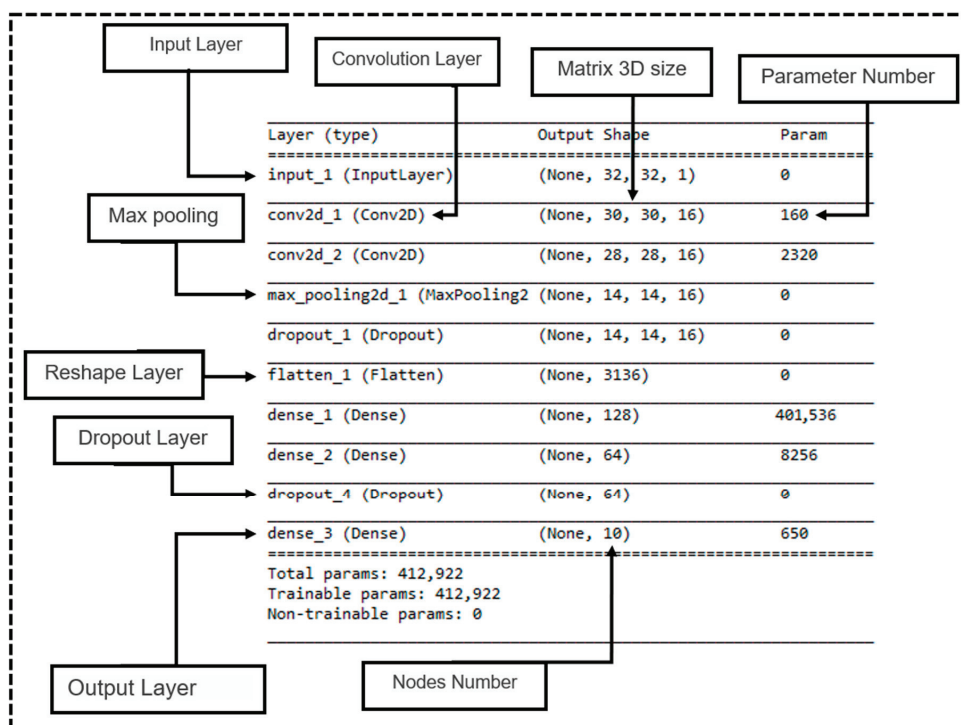 Input Layer
Convolution Layer
Matrix 3D size
Parameter Number
Layer (type) Output Shape Param
input_1 (InputLayer) (None, 32, 32, 1) 0
Max pooling
conv2d_1 (Conv2D) (None, 30, 30, 16) 160
conv2d_2 (Conv2D) (None, 28, 28, 16) 2320
max_pooling2d_1 (MaxPooling2 (None, 14, 14, 16) 0
dropout_1 (Dropout) (None, 14, 14, 16) 0
Reshape Layer
flatten_1 (Flatten) (None, 3136) 0
dense_1 (Dense) (None, 128) 401,536
Dropout Layer
dense_2 (Dense) (None, 64) 8256
dropout_4 (Dropout) (None, 64) 0
dense_3 (Dense) (None, 10) 650
Total params: 412,922
Trainable params: 412,922
Non-trainable params: 0
Output Layer
Nodes Number